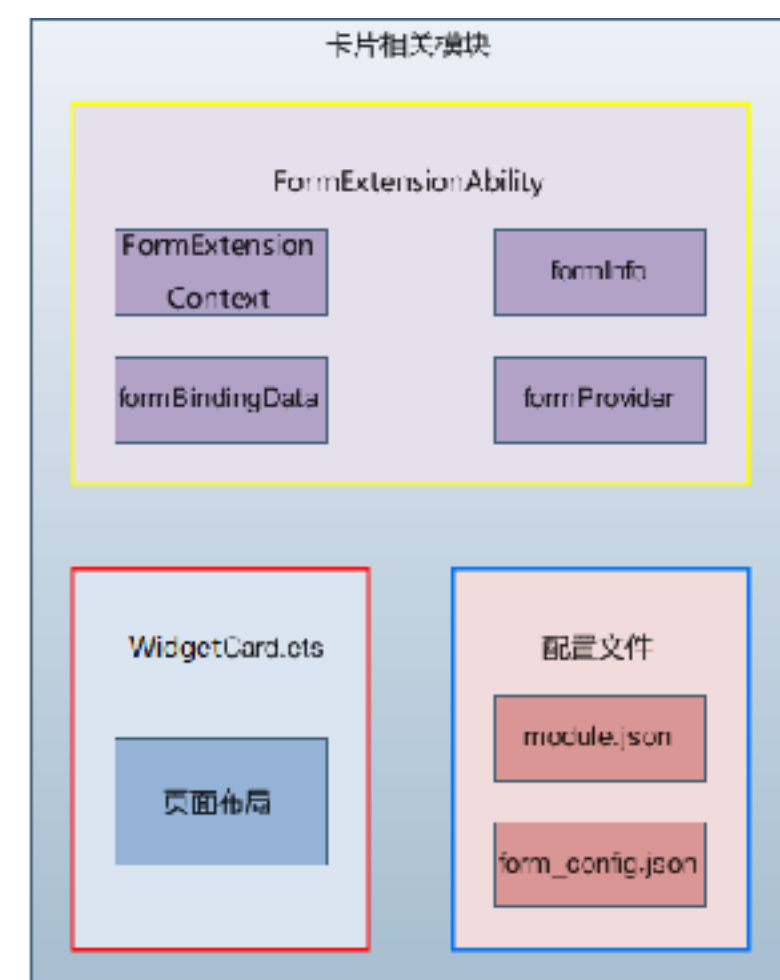 卡片相关模块
FormExtensionAbility
FormExtension
Context
formInfo
formBindingData
formProvider
WidgetCard.ets
页面布局
配置文件
module.json
form_config.json